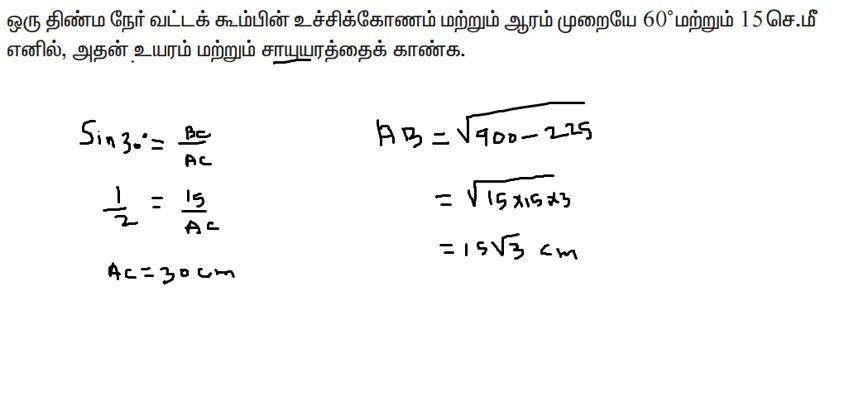 ஒரு திண்ம நேர் வட்டக் கூம்பின் உச்சிக்கோணம் மற்றும் ஆரம் முறையே 60° மற்றும் 15 செ.மீ
எனில், அதன் உயரம் மற்றும் சாயுயரத்தைக் காண்க.
Sin 30° = BC/AC
1/2 = 15/AC
AC = 30 cm
AB = √900 - 225
= √15 × 15 × 3
= 15√3 cm